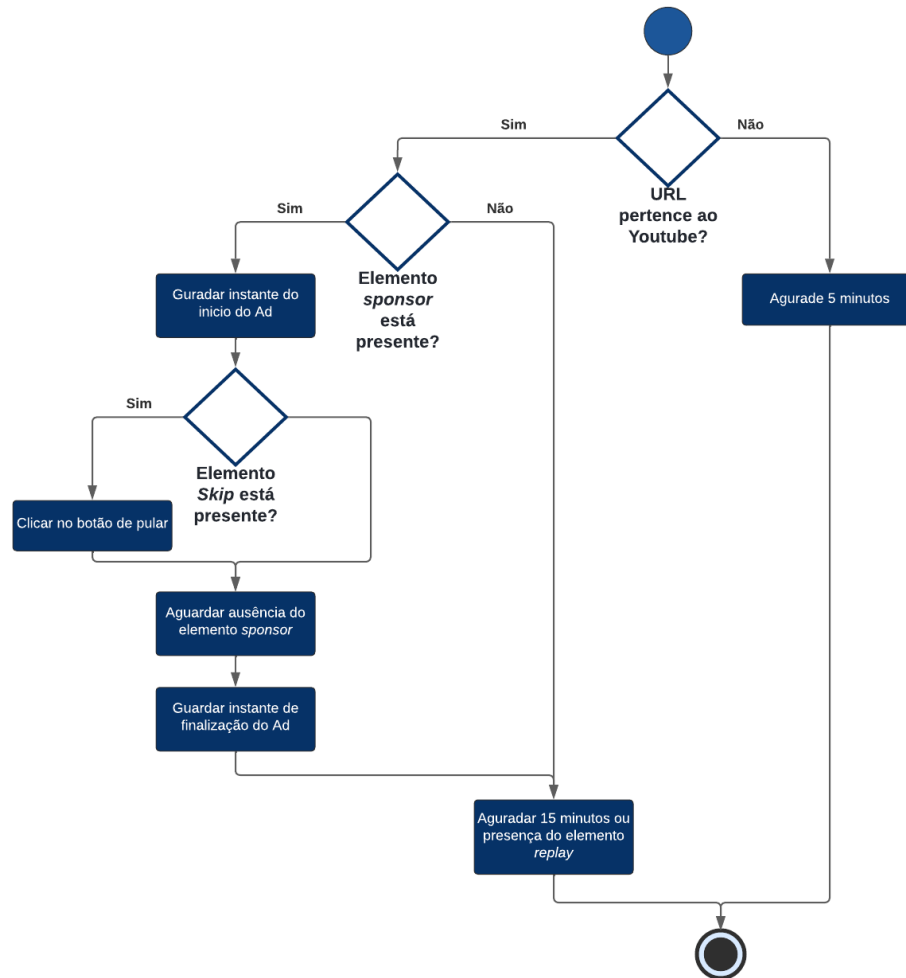 Sim
Não
URL
pertence ao
Youtube?
Sim
Não
Elemento
sponsor
está
presente?
Guradar instante do
inicio do Ad
Agurade 5 minutos
Sim
Elemento
Skip está
presente?
Clicar no botão de pular
Aguardar ausência do
elemento sponsor
Guardar instante de
finalização do Ad
Aguradar 15 minutos ou
presença do elemento
replay